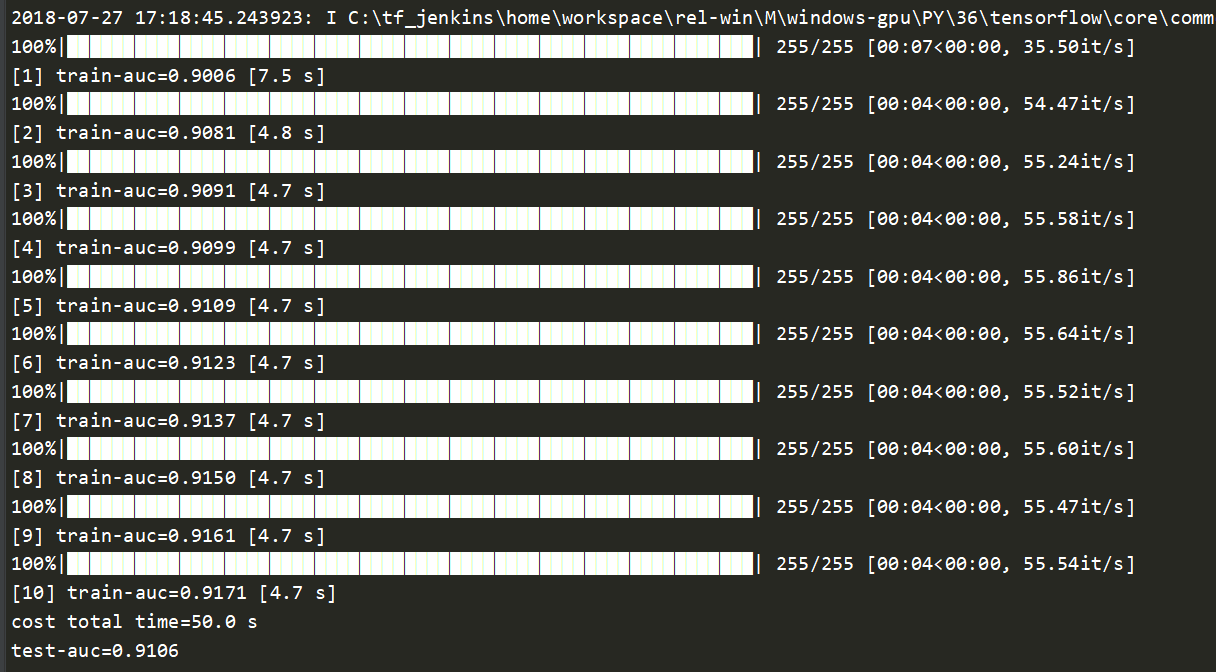 2018-07-27 17:18:45.243923: I C:\tf_jenkins\home\workspace\rel-win\M\windows-gpu\PY\36\tensorflow\core\comm
100%| | 255/255 [00:07<00:00, 35.50it/s]
[1] train-auc=0.9006 [7.5 s]
100%| | 255/255 [00:04<00:00, 54.47it/s]
[2] train-auc=0.9081 [4.8 s]
100%| | 255/255 [00:04<00:00, 55.24it/s]
[3] train-auc=0.9091 [4.7 s]
100%| | 255/255 [00:04<00:00, 55.58it/s]
[4] train-auc=0.9099 [4.7 s]
100%| | 255/255 [00:04<00:00, 55.86it/s]
[5] train-auc=0.9109 [4.7 s]
100%| | 255/255 [00:04<00:00, 55.64it/s]
[6] train-auc=0.9123 [4.7 s]
100%| | 255/255 [00:04<00:00, 55.52it/s]
[7] train-auc=0.9137 [4.7 s]
100%| | 255/255 [00:04<00:00, 55.60it/s]
[8] train-auc=0.9150 [4.7 s]
100%| | 255/255 [00:04<00:00, 55.47it/s]
[9] train-auc=0.9161 [4.7 s]
100%| | 255/255 [00:04<00:00, 55.54it/s]
[10] train-auc=0.9171 [4.7 s]
cost total time=50.0 s
test-auc=0.9106